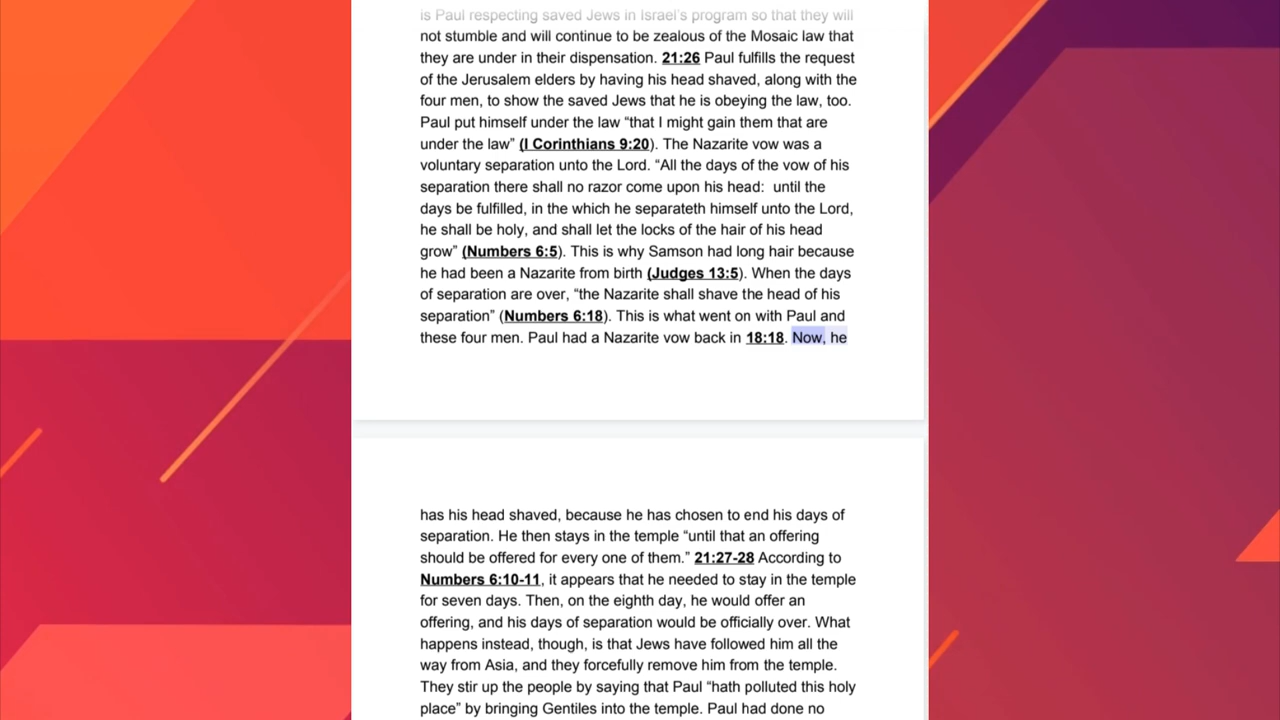 is Paul respecting saved Jews in Israel's program so that they will
not stumble and will continue to be zealous of the Mosaic law that
they are under in their dispensation. 21:26 Paul fulfills the request
of the Jerusalem elders by having his head shaved, along with the
four men, to show the saved Jews that he is obeying the law, too.
Paul put himself under the law “that I might gain them that are
under the law” (I Corinthians 9:20). The Nazarite vow was a
voluntary separation unto the Lord. “All the days of the vow of his
separation there shall no razor come upon his head:  until the
days be fulfilled, in the which he separateth himself unto the Lord,
he shall be holy, and shall let the locks of the hair of his head
grow” (Numbers 6:5). This is why Samson had long hair because
he had been a Nazarite from birth (Judges 13:5). When the days
of separation are over, “the Nazarite shall shave the head of his
separation” (Numbers 6:18). This is what went on with Paul and
these four men. Paul had a Nazarite vow back in 18:18. Now, he
has his head shaved, because he has chosen to end his days of
separation. He then stays in the temple “until that an offering
should be offered for every one of them.” 21:27-28 According to
Numbers 6:10-11, it appears that he needed to stay in the temple
for seven days. Then, on the eighth day, he would offer an
offering, and his days of separation would be officially over. What
happens instead, though, is that Jews have followed him all the
way from Asia, and they forcefully remove him from the temple.
They stir up the people by saying that Paul “hath polluted this holy
place” by bringing Gentiles into the temple. Paul had done no